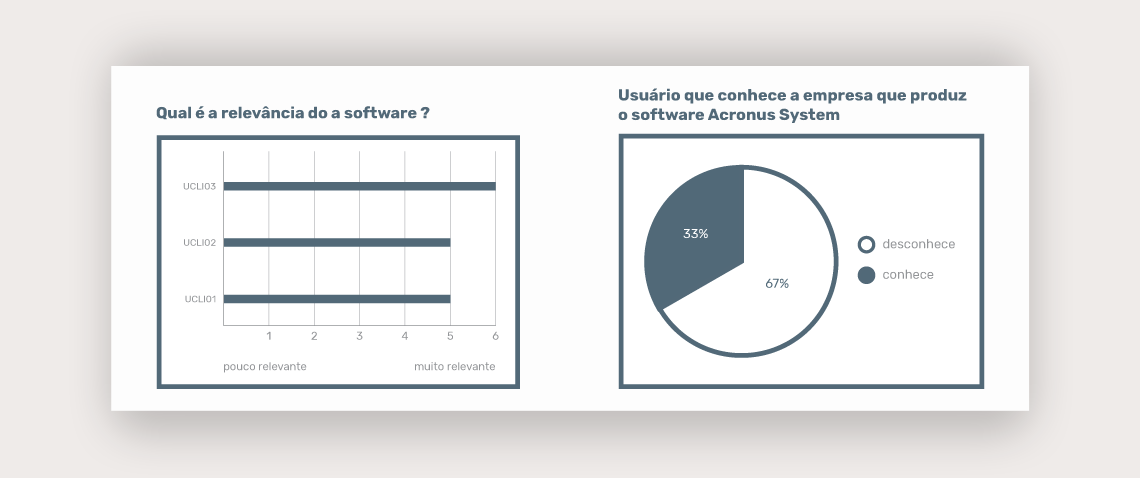 Qual é a relevância do a software ?
UCLI03
UCLI02
UCLI01
1 2 3 4 5 6
pouco relevante muito relevante
Usuário que conhece a empresa que produz
o software Acronus System
33%
67%
desconhece
conhece